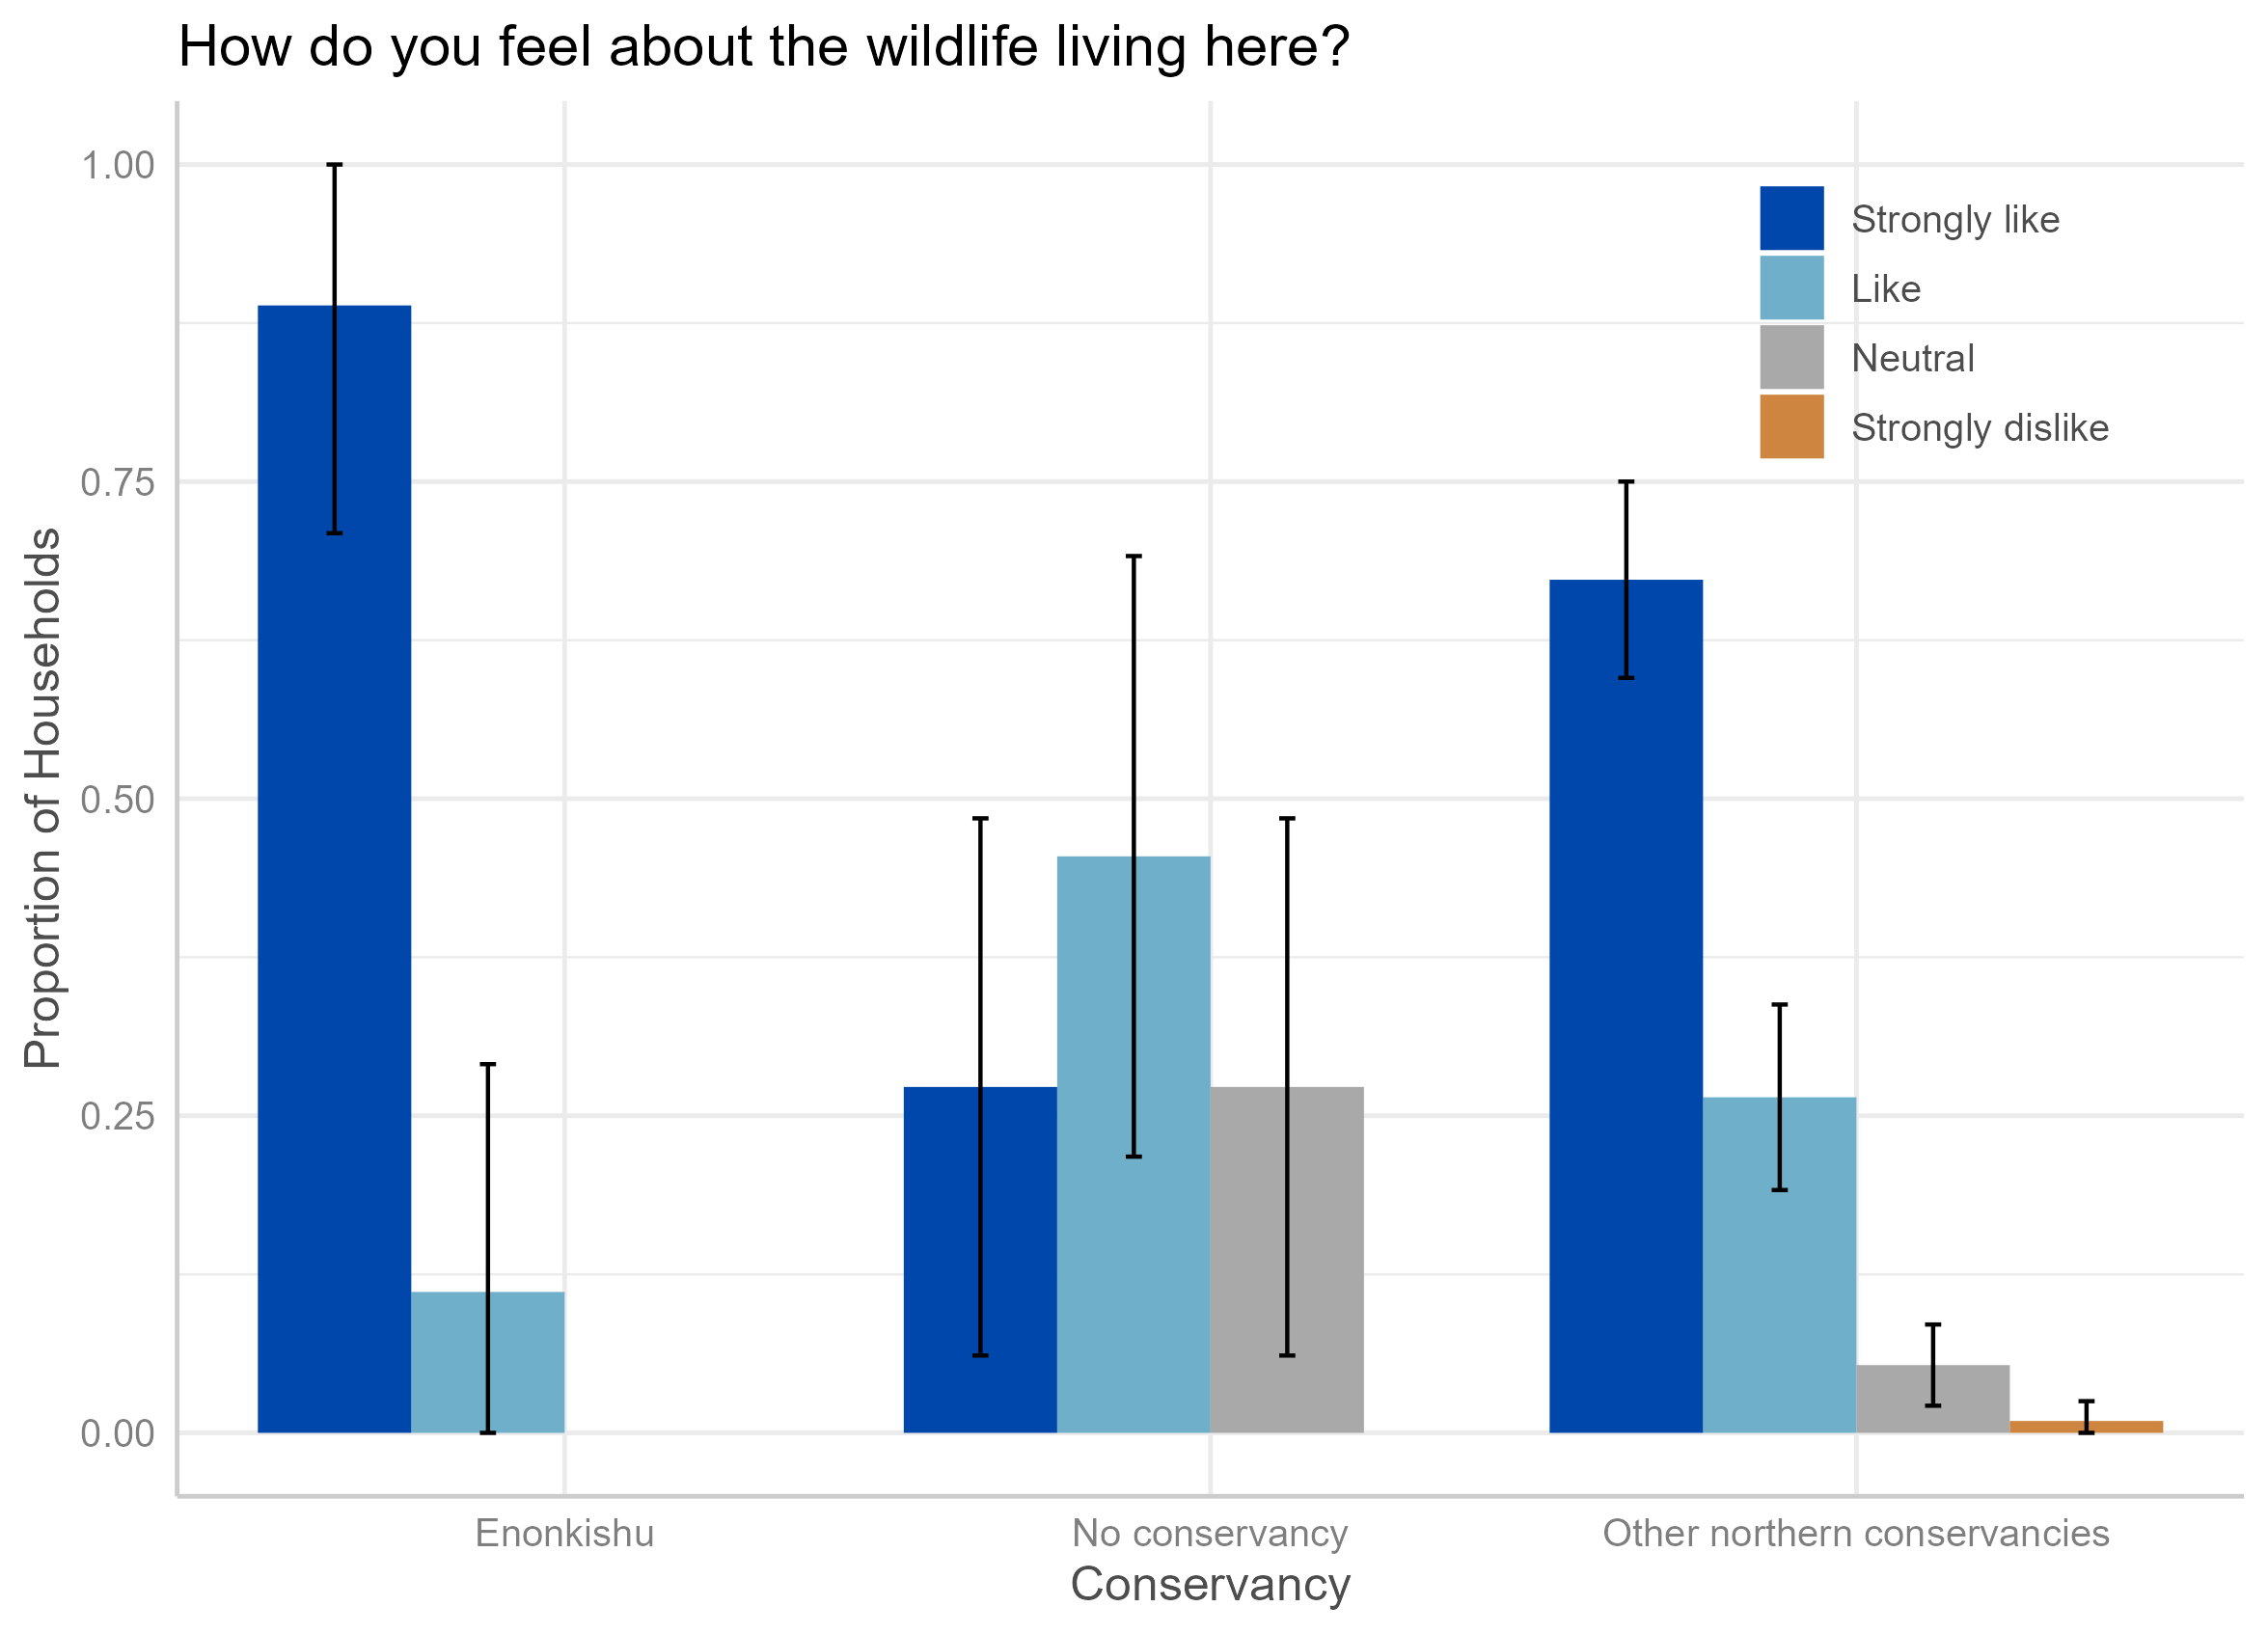 How do you feel about the wildlife living here?
1.00
0.75
0.50
0.25
0.00
Proportion of Households
Strongly like
Like
Neutral
Strongly dislike
Enonkishu
No conservancy
Other northern conservancies
Conservancy